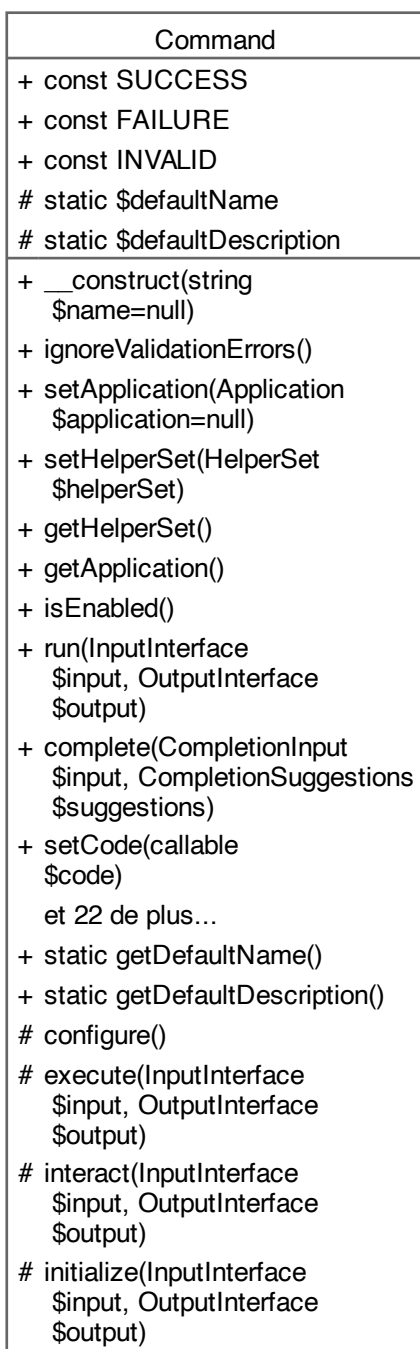 Command
+ const SUCCESS
+ const FAILURE
+ const INVALID
# static $defaultName
# static $defaultDescription
+ __construct(string
$name=null)
+ ignoreValidationErrors()
+ setApplication(Application
$application=null)
+ setHelperSet(HelperSet
$helperSet)
+ getHelperSet()
+ getApplication()
+ isEnabled()
+ run(InputInterface
$input, OutputInterface
$output)
+ complete(CompletionInput
$input, CompletionSuggestions
$suggestions)
+ setCode(callable
$code)
et 22 de plus...
+ static getDefaultName()
+ static getDefaultDescription()
# configure()
# execute(InputInterface
$input, OutputInterface
$output)
# interact(InputInterface
$input, OutputInterface
$output)
# initialize(InputInterface
$input, OutputInterface
$output)